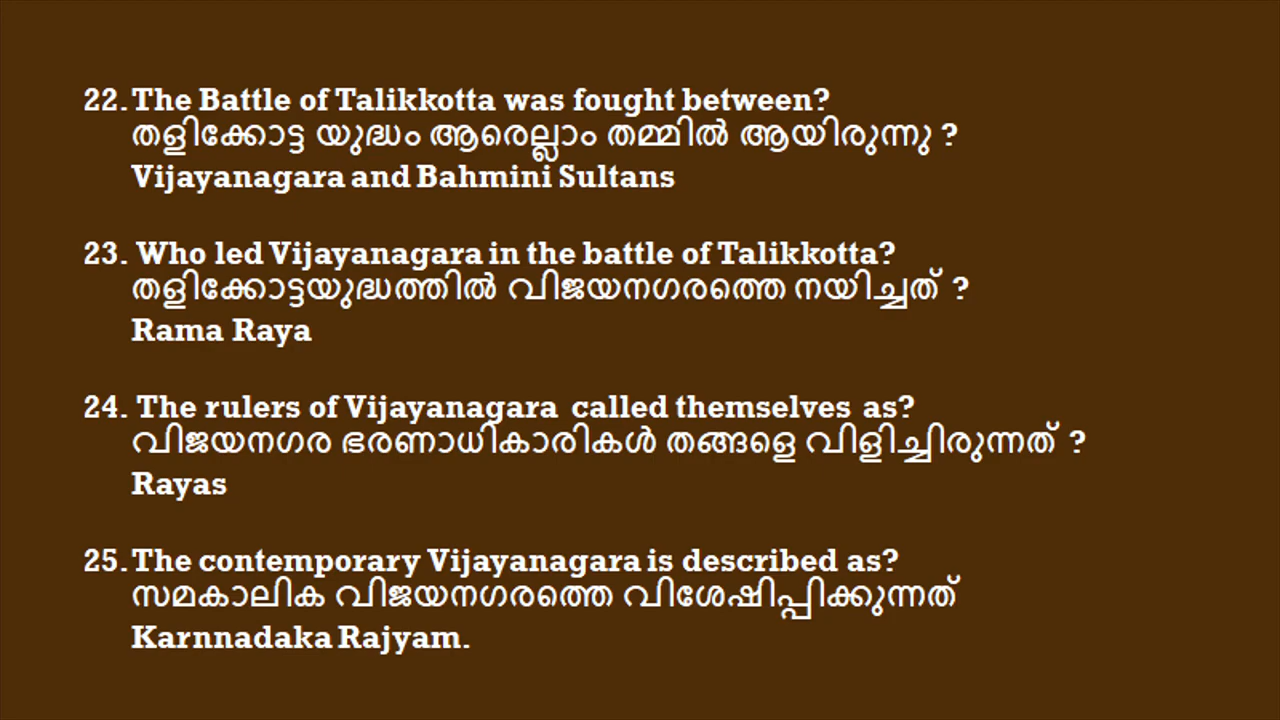 22. The Battle of Talikkotta was fought between?
തളിക്കോട്ട യുദ്ധം ആരെല്ലാം തമ്മിൽ ആയിരുന്നു ?
Vijayanagara and Bahmini Sultans
23. Who led Vijayanagara in the battle of Talikkotta?
തളിക്കോട്ടയുദ്ധത്തിൽ വിജയനഗരത്തെ നയിച്ചത് ?
Rama Raya
24. The rulers of Vijayanagara called themselves as?
വിജയനഗര ഭരണാധികാരികൾ തങ്ങളെ വിളിച്ചിരുന്നത് ?
Rayas
25. The contemporary Vijayanagara is described as?
സമകാലിക വിജയനഗരത്തെ വിശേഷിപ്പിക്കുന്നത്
Karnnadaka Rajyam.